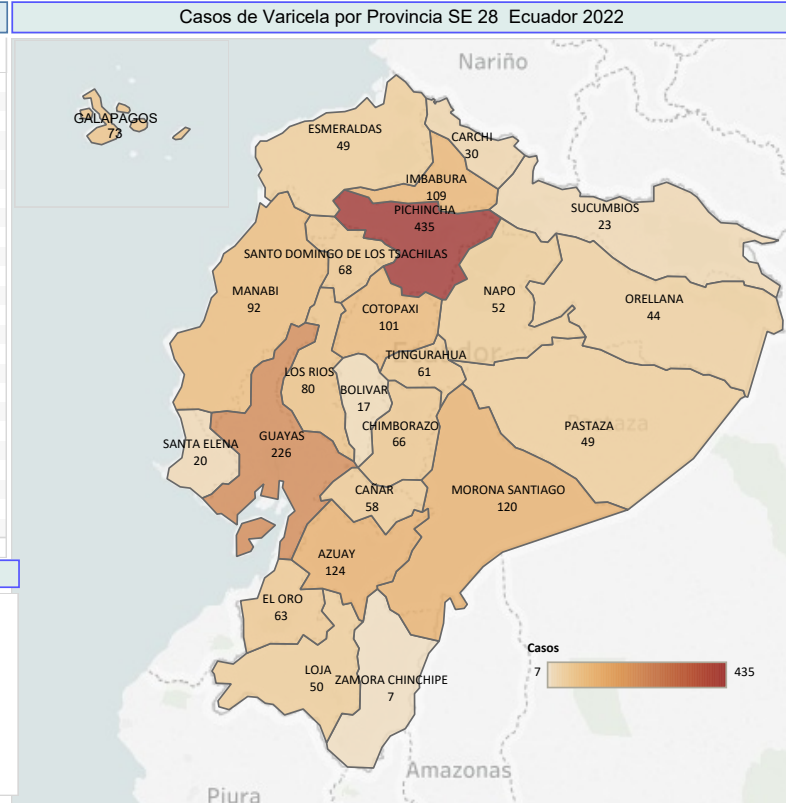 Casos de Varicela por Provincia SE 28 Ecuador 2022
Nariño
GALAPAGOS
73
ESMERALDAS
49
CARCHI
30
IMBABURA
109
PICHINCHA
435
SUCUMBIOS
23
SANTO DOMINGO DE LOS TSACHILAS
68
MANABI
92
NAPO
52
ORELLANA
44
COTOPAXI
101
Ecuador
TUNGURAHUA
61
LOS RIOS
80
BOLIVAR
17
CHIMBORAZO
66
Pastaza
PASTAZA
49
SANTA ELENA
20
GUAYAS
226
CAÑAR
58
MORONA SANTIAGO
120
AZUAY
124
EL ORO
63
LOJA
50
ZAMORA CHINCHIPE
7
Casos
7 435
Amazonas
Piura